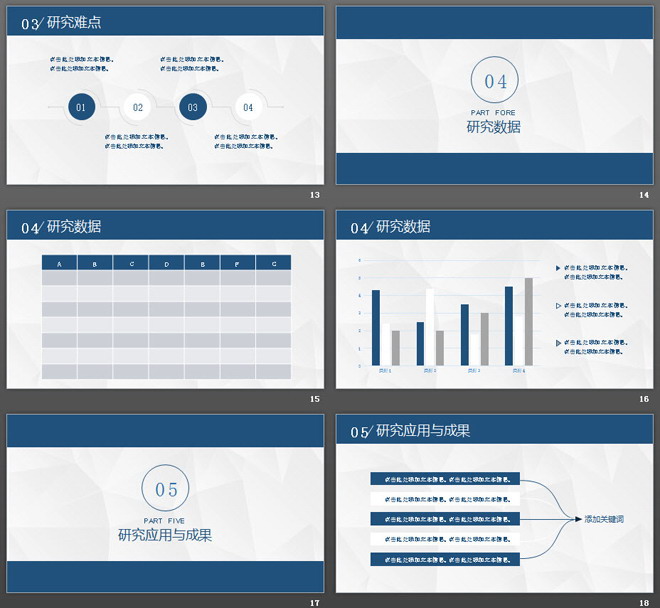 03/ 研究难点
点击此处添加文本信息。 点击此处添加文本信息。
点击此处添加文本信息。 点击此处添加文本信息。
01 02 03 04
点击此处添加文本信息。 点击此处添加文本信息。
点击此处添加文本信息。 点击此处添加文本信息。
13
04
PART FORE
研究数据
14
04/ 研究数据
A B C D E F G
15
04/ 研究数据
点击此处添加文本信息。
点击此处添加文本信息。
点击此处添加文本信息。
点击此处添加文本信息。
点击此处添加文本信息。
点击此处添加文本信息。
6
5
4
3
2
1
0
类别 1 类别 2 类别 3 类别 4
16
05
PART FIVE
研究应用与成果
17
05/ 研究应用与成果
点击此处添加文本信息。点击此处添加文本信息。
点击此处添加文本信息。点击此处添加文本信息。
点击此处添加文本信息。点击此处添加文本信息。
点击此处添加文本信息。点击此处添加文本信息。
点击此处添加文本信息。点击此处添加文本信息。
添加关键词
18